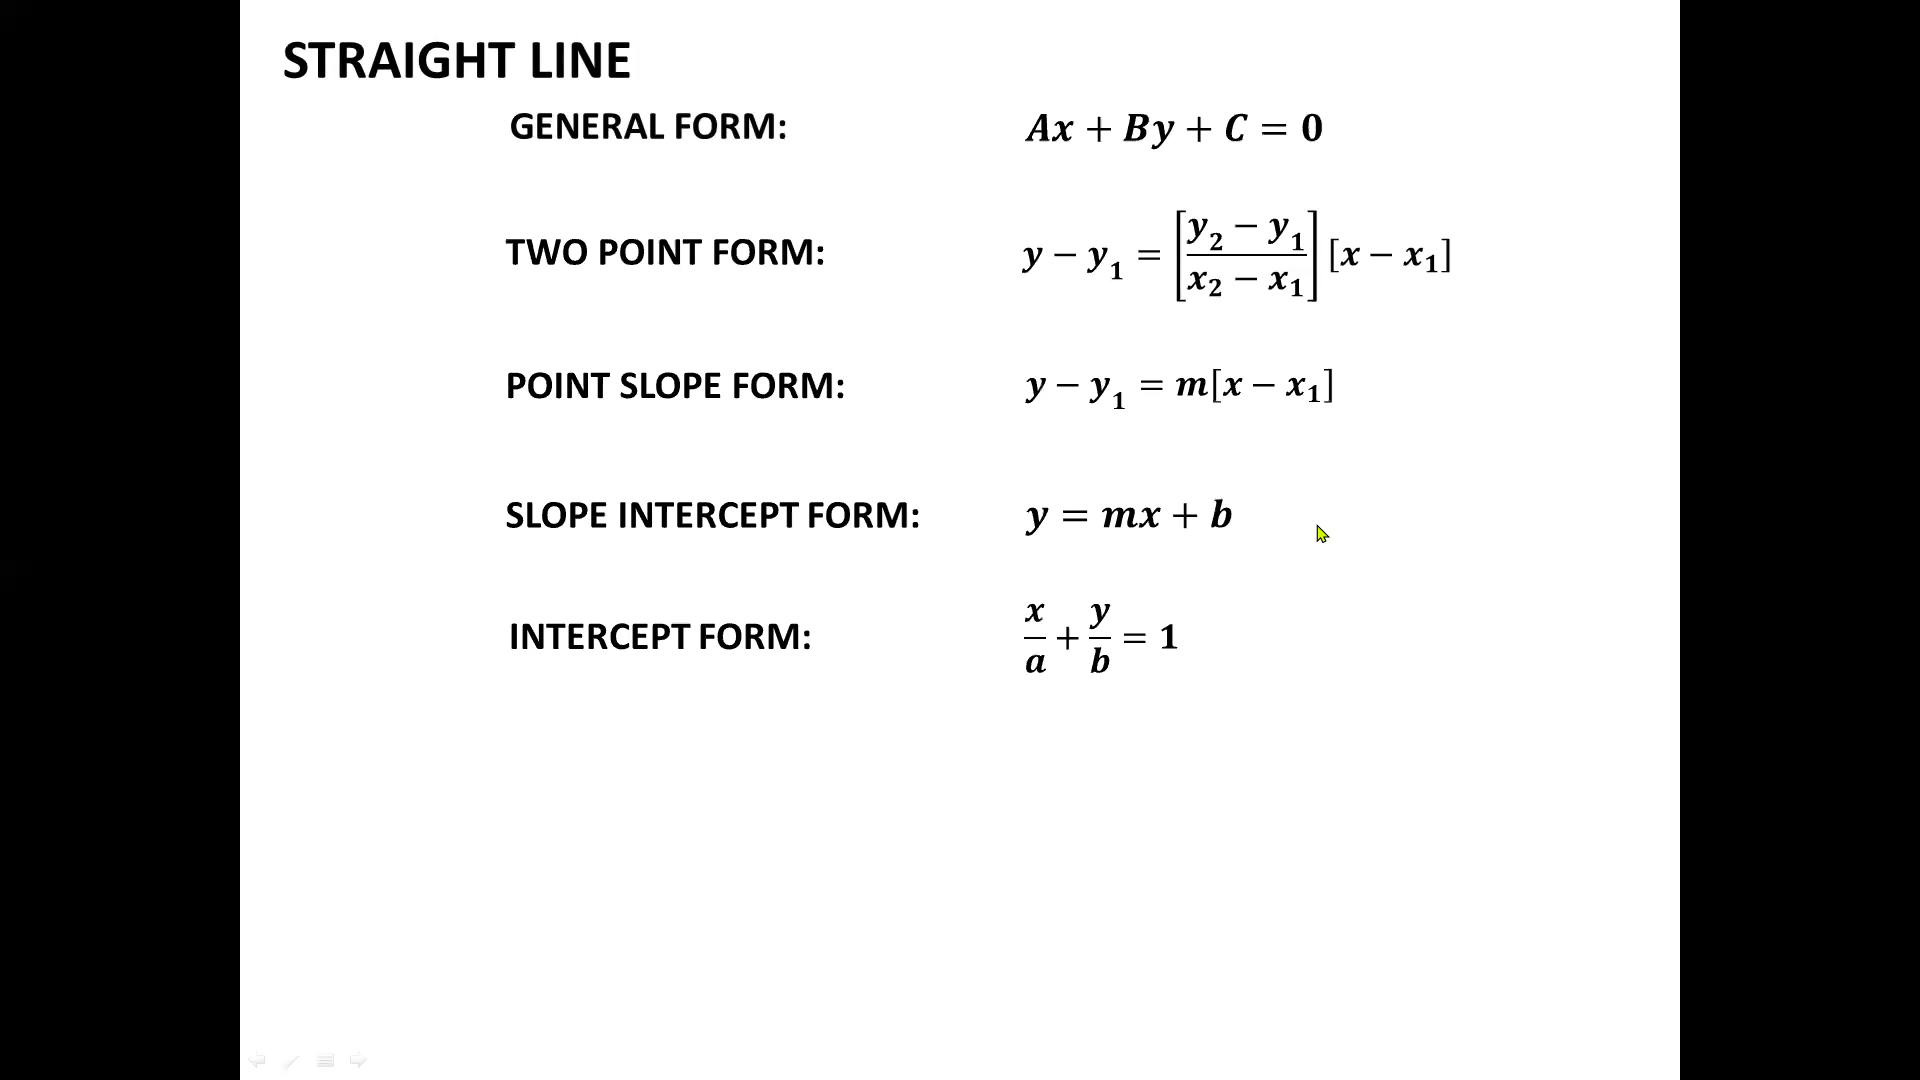 STRAIGHT LINE
GENERAL FORM: Ax + By + C = 0
TWO POINT FORM: y − y₁ = [y₂ − y₁ / x₂ − x₁] [x − x₁]
POINT SLOPE FORM: y − y₁ = m[x − x₁]
SLOPE INTERCEPT FORM: y = mx + b
INTERCEPT FORM: x/a + y/b = 1